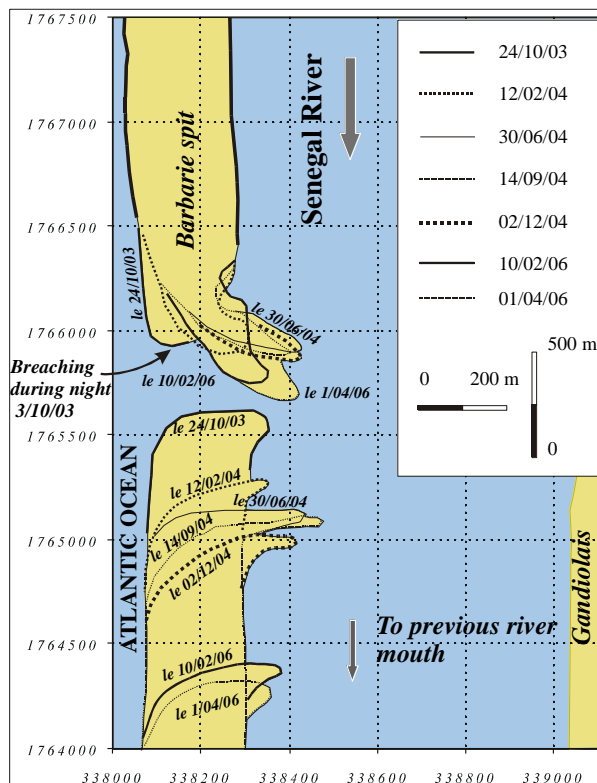 1767500
1767000
1766500
1766000
1765500
1765000
1764500
1764000
338000
338200
338400
338600
338800
339000
24/10/03
12/02/04
30/06/04
14/09/04
02/12/04
10/02/06
01/04/06
0
200 m
500 m
0
Senegal River
Barbarie spit
le 24/10/03
le 30/06/04
Breaching
during night
3/10/03
le 10/02/06
le 1/04/06
le 24/10/03
ATLANTIC OCEAN
le 12/02/04
le 30/06/04
le 14/09/04
le 02/12/04
To previous river
mouth
Gandiolais
le 10/02/06
le 1/04/06